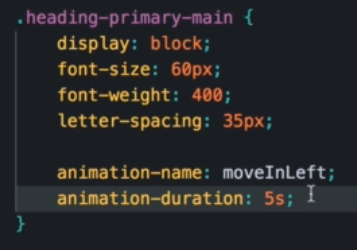 .heading-primary-main {
display: block;
font-size: 60px;
font-weight: 400;
letter-spacing: 35px;
animation-name: moveInLeft;
animation-duration: 5s;
}